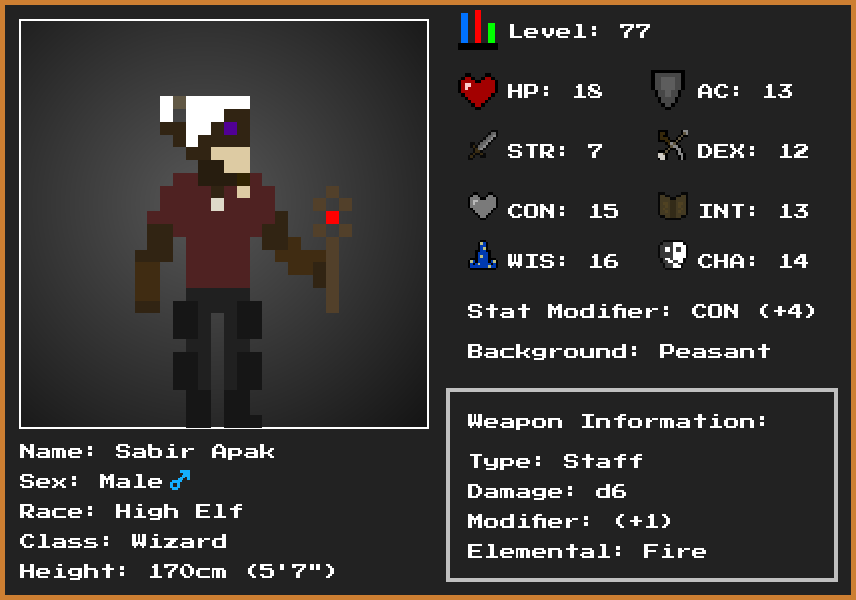 Level: 77
HP: 18 AC: 13
STR: 7 DEX: 12
CON: 15 INT: 13
WIS: 16 CHA: 14
Stat Modifier: CON (+4)
Background: Peasant
Weapon Information:
Type: Staff
Damage: d6
Modifier: (+1)
Elemental: Fire
Name: Sabir Apak
Sex: Male♂
Race: High Elf
Class: Wizard
Height: 170cm (5'7")